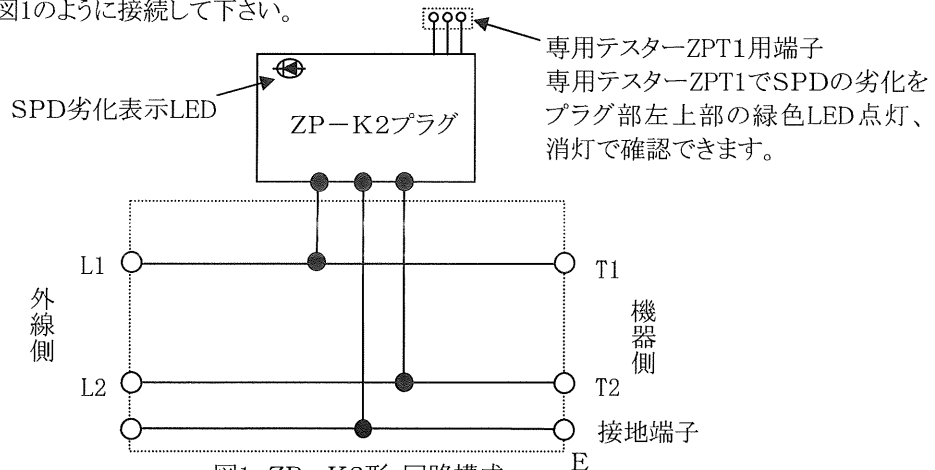 図1のように接続して下さい。
専用テスターZPT1用端子
専用テスターZPT1でSPDの劣化を
プラグ部左上部の緑色LED点灯、
消灯で確認できます。
SPD劣化表示LED
ZP－K2プラグ
L1
T1
外線側
機器側
L2
T2
接地端子
E
図1 ZP－K2形 回路構成